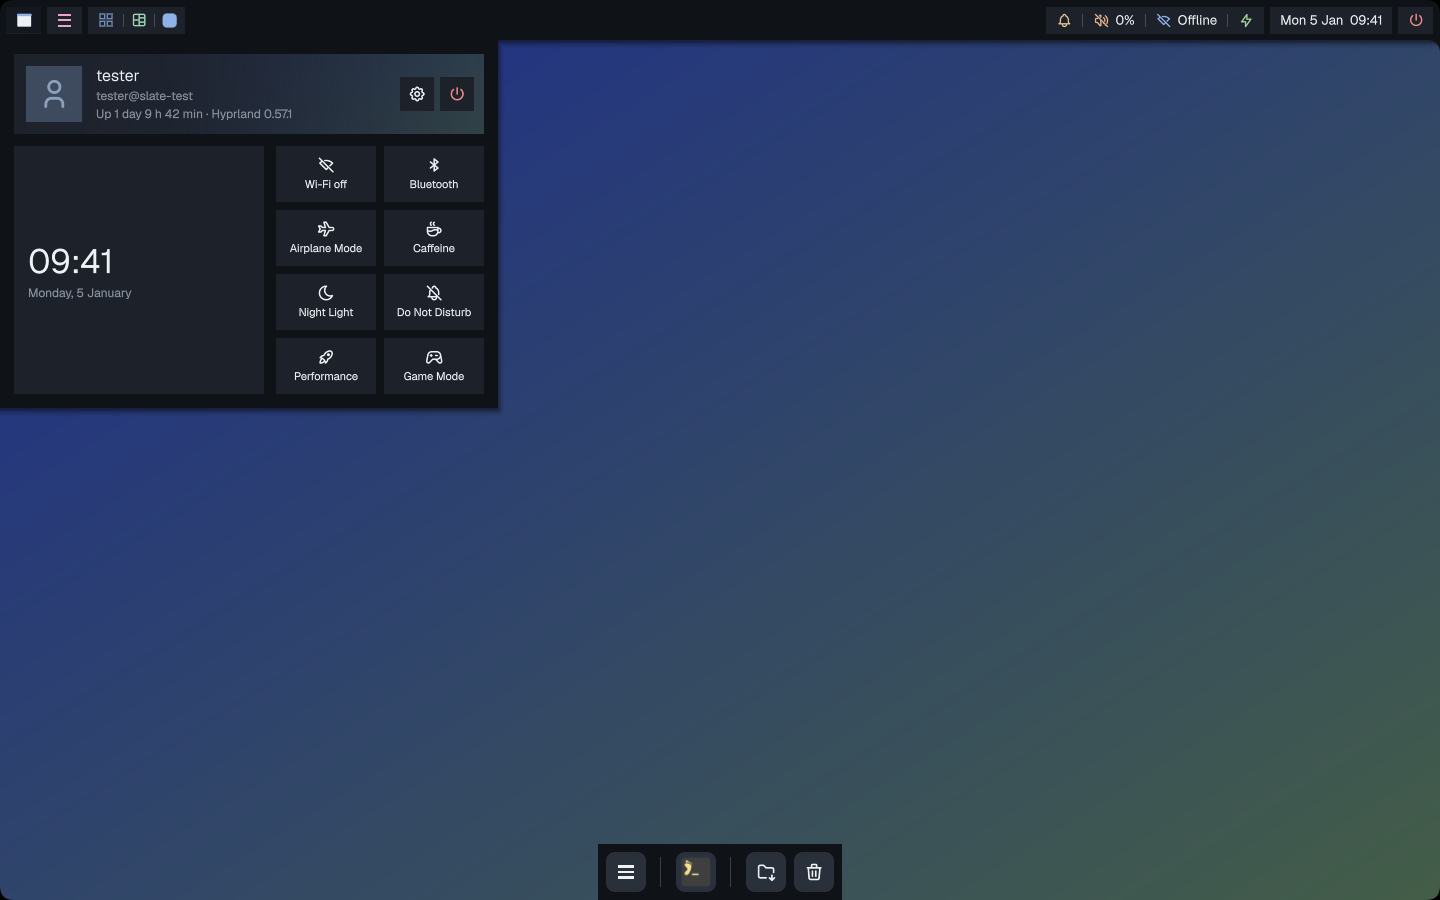 0%
Offline
Mon 5 Jan 09:41
tester
tester@slate-test
Up 1 day 9 h 42 min · Hyprland 0.57.1
09:41
Monday, 5 January
Wi-Fi off
Bluetooth
Airplane Mode
Caffeine
Night Light
Do Not Disturb
Performance
Game Mode